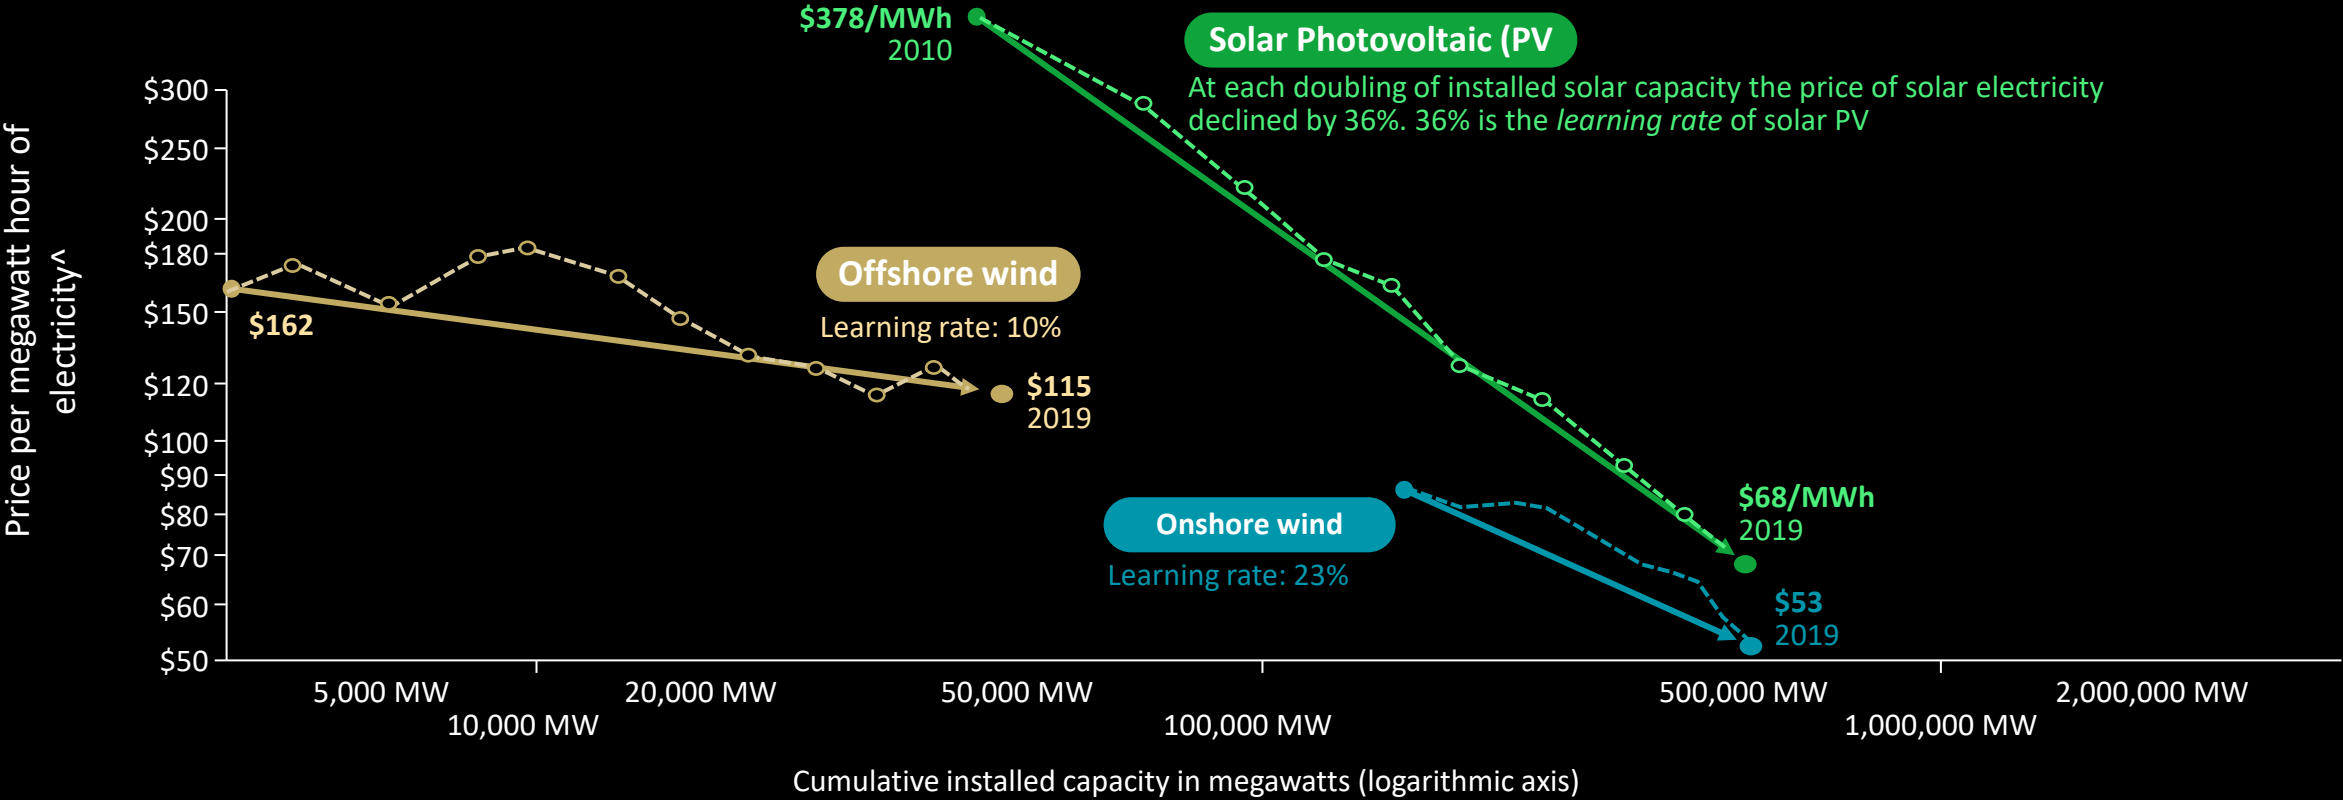 $378/MWh
2010
Solar Photovoltaic (PV
At each doubling of installed solar capacity the price of solar electricity
declined by 36%. 36% is the learning rate of solar PV
Price per megawatt hour of
electricity^
$300
$250
$200
$180
$150
$120
$100
$90
$80
$70
$60
$50
$162
Offshore wind
Learning rate: 10%
$115
2019
Onshore wind
Learning rate: 23%
$68/MWh
2019
$53
2019
5,000 MW
10,000 MW
20,000 MW
50,000 MW
100,000 MW
500,000 MW
1,000,000 MW
2,000,000 MW
Cumulative installed capacity in megawatts (logarithmic axis)